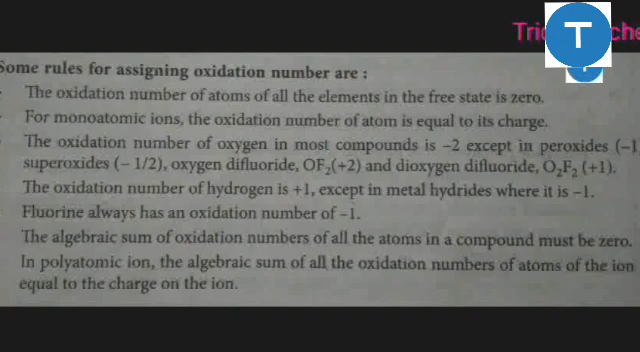 Tri
che
T
Some rules for assigning oxidation number are :
The oxidation number of atoms of all the elements in the free state is zero.
For monoatomic ions, the oxidation number of atom is equal to its charge.
The oxidation number of oxygen in most compounds is −2 except in peroxides (−1
superoxides (− 1/2), oxygen difluoride, OF₂(+2) and dioxygen difluoride, O₂F₂ (+1).
The oxidation number of hydrogen is +1, except in metal hydrides where it is −1.
Fluorine always has an oxidation number of −1.
The algebraic sum of oxidation numbers of all the atoms in a compound must be zero.
In polyatomic ion, the algebraic sum of all the oxidation numbers of atoms of the ion
equal to the charge on the ion.